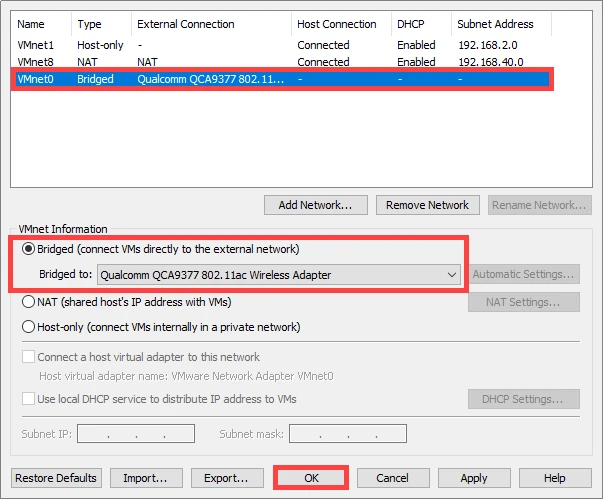 Name Type External Connection Host Connection DHCP Subnet Address
VMnet1 Host-only - Connected Enabled 192.168.2.0
VMnet8 NAT NAT Connected Enabled 192.168.40.0
VMnet0 Bridged Qualcomm QCA9377 802.11... - - -
Add Network... Remove Network Rename Network...
VMnet Information
Bridged (connect VMs directly to the external network)
Bridged to: Qualcomm QCA9377 802.11ac Wireless Adapter Automatic Settings...
NAT (shared host's IP address with VMs) NAT Settings...
Host-only (connect VMs internally in a private network)
Connect a host virtual adapter to this network
Host virtual adapter name: VMware Network Adapter VMnet0
Use local DHCP service to distribute IP address to VMs DHCP Settings...
Subnet IP: . . . Subnet mask: . . .
Restore Defaults Import... Export... OK Cancel Apply Help